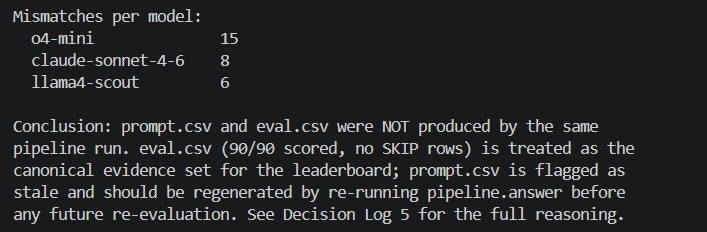 Mismatches per model:
o4-mini 15
claude-sonnet-4-6 8
llama4-scout 6
Conclusion: prompt.csv and eval.csv were NOT produced by the same
pipeline run. eval.csv (90/90 scored, no SKIP rows) is treated as the
canonical evidence set for the leaderboard; prompt.csv is flagged as
stale and should be regenerated by re-running pipeline.answer before
any future re-evaluation. See Decision Log 5 for the full reasoning.